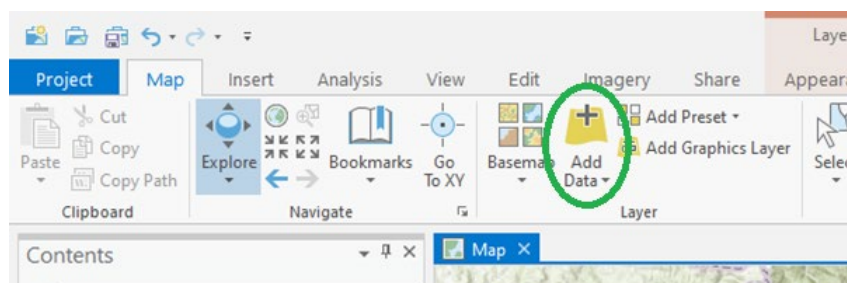 Laye
Project Map Insert Analysis View Edit Imagery Share Appeara
Cut
Copy
Copy Path
Paste
Explore
Bookmarks
Go
To XY
Basemap
Add
Data
Add Preset
Add Graphics Layer
Selec
Clipboard Navigate Layer
Contents
Map